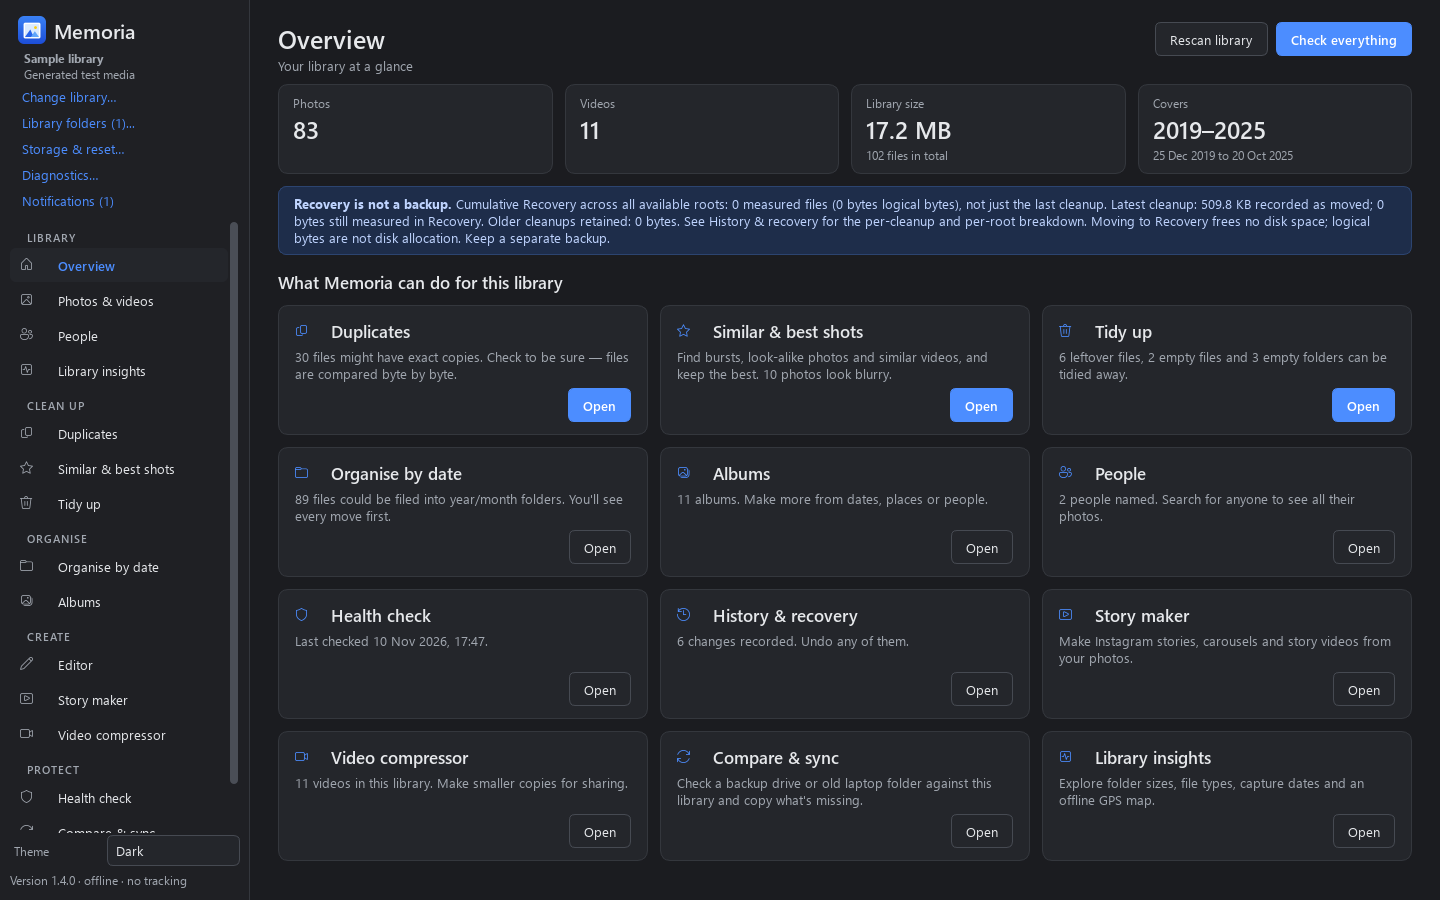 Memoria
Sample library
Generated test media
Change library...
Library folders (1)...
Storage & reset...
Diagnostics...
Notifications (1)
LIBRARY
Overview
Photos & videos
People
Library insights
CLEAN UP
Duplicates
Similar & best shots
Tidy up
ORGANISE
Organise by date
Albums
CREATE
Editor
Story maker
Video compressor
PROTECT
Health check
Compare & sync
Theme
Dark
Version 1.4.0 · offline · no tracking
Overview
Your library at a glance
Rescan library
Check everything
Photos
83
Videos
11
Library size
17.2 MB
102 files in total
Covers
2019–2025
25 Dec 2019 to 20 Oct 2025
Recovery is not a backup. Cumulative Recovery across all available roots: 0 measured files (0 bytes logical bytes), not just the last cleanup. Latest cleanup: 509.8 KB recorded as moved; 0
bytes still measured in Recovery. Older cleanups retained: 0 bytes. See History & recovery for the per-cleanup and per-root breakdown. Moving to Recovery frees no disk space; logical
bytes are not disk allocation. Keep a separate backup.
What Memoria can do for this library
Duplicates
30 files might have exact copies. Check to be sure — files
are compared byte by byte.
Open
Similar & best shots
Find bursts, look-alike photos and similar videos, and
keep the best. 10 photos look blurry.
Open
Tidy up
6 leftover files, 2 empty files and 3 empty folders can be
tidied away.
Open
Organise by date
89 files could be filed into year/month folders. You'll see
every move first.
Open
Albums
11 albums. Make more from dates, places or people.
Open
People
2 people named. Search for anyone to see all their
photos.
Open
Health check
Last checked 10 Nov 2026, 17:47.
Open
History & recovery
6 changes recorded. Undo any of them.
Open
Story maker
Make Instagram stories, carousels and story videos from
your photos.
Open
Video compressor
11 videos in this library. Make smaller copies for sharing.
Open
Compare & sync
Check a backup drive or old laptop folder against this
library and copy what's missing.
Open
Library insights
Explore folder sizes, file types, capture dates and an
offline GPS map.
Open